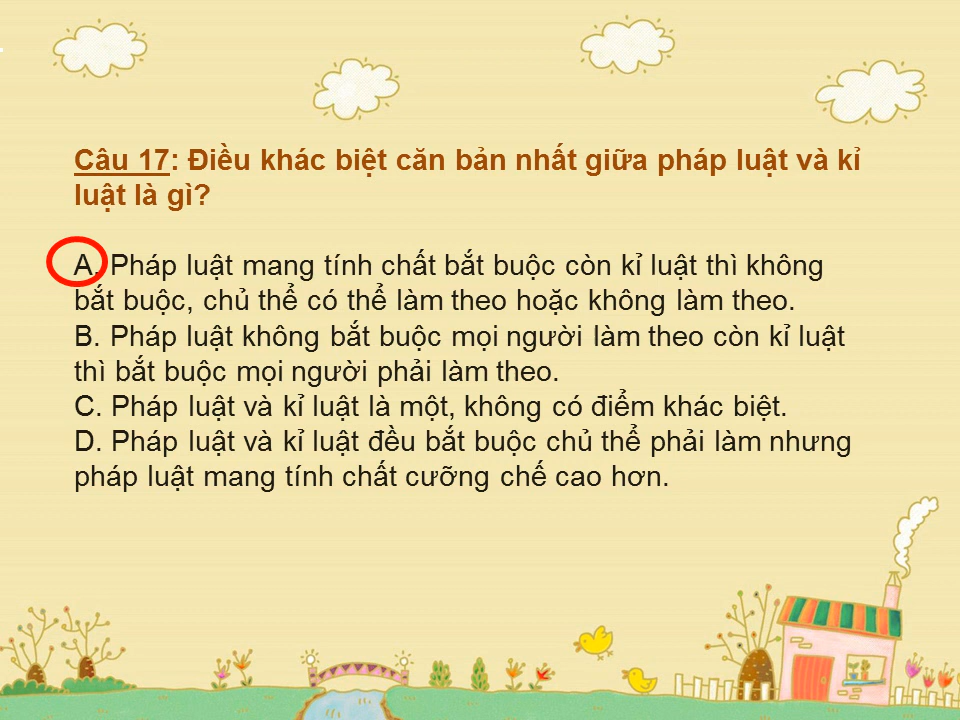 Câu 17: Điều khác biệt căn bản nhất giữa pháp luật và kỉ
luật là gì?
A. Pháp luật mang tính chất bắt buộc còn kỉ luật thì không
bắt buộc, chủ thể có thể làm theo hoặc không làm theo.
B. Pháp luật không bắt buộc mọi người làm theo còn kỉ luật
thì bắt buộc mọi người phải làm theo.
C. Pháp luật và kỉ luật là một, không có điểm khác biệt.
D. Pháp luật và kỉ luật đều bắt buộc chủ thể phải làm nhưng
pháp luật mang tính chất cưỡng chế cao hơn.